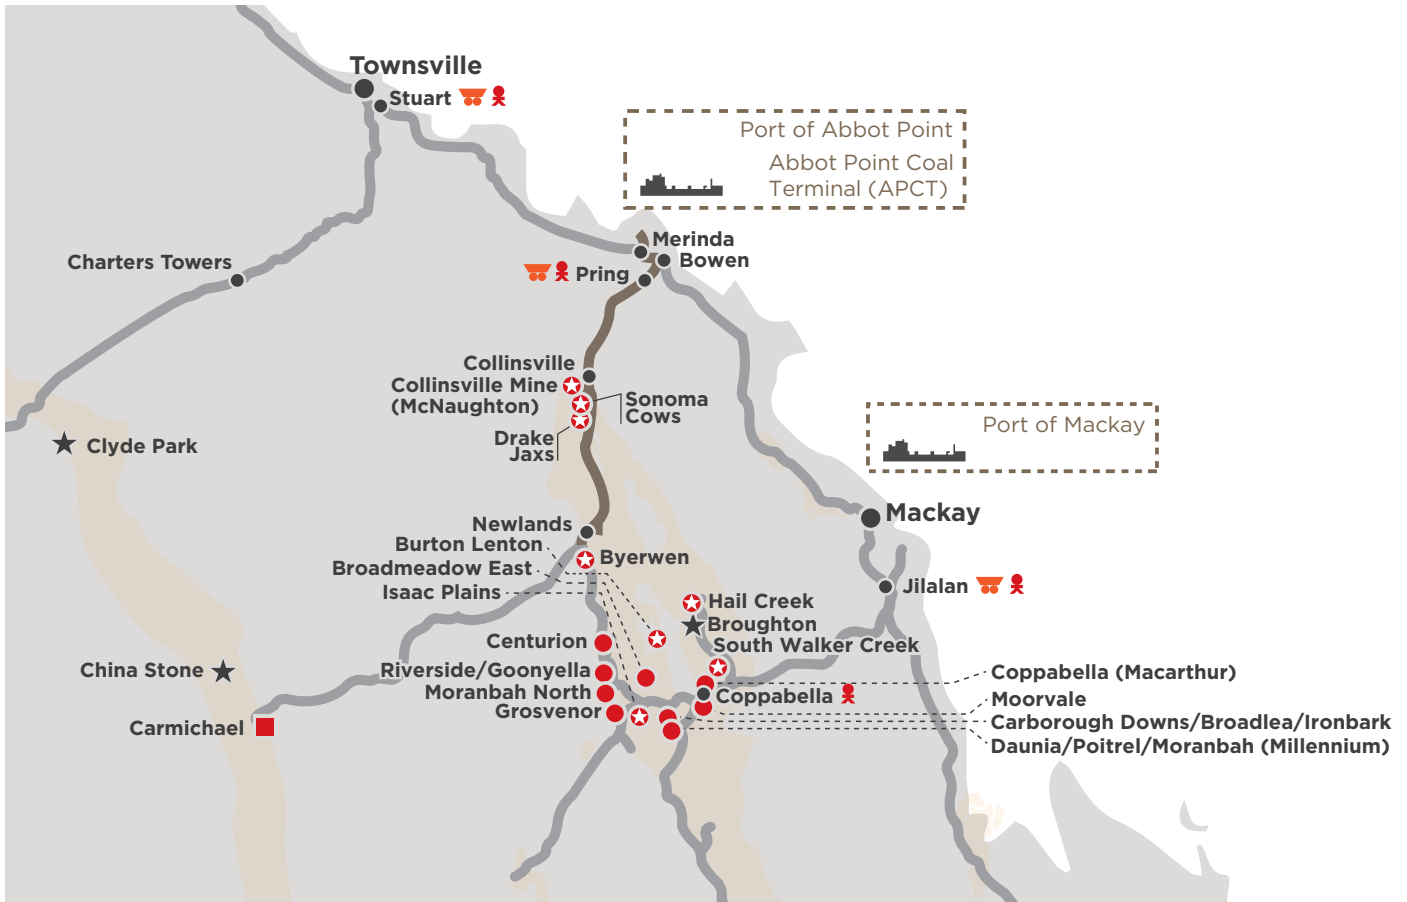 Townsville
Stuart
Port of Abbot Point
Abbot Point Coal
Terminal (APCT)
Merinda
Bowen
Charters Towers
Pring
Collinsville
Collinsville Mine
(McNaughton)
Sonoma
Cows
Drake
Jaxs
Clyde Park
Port of Mackay
Mackay
Newlands
Burton Lenton
Byerwen
Broadmeadow East
Isaac Plains
Jilalan
Hail Creek
Broughton
South Walker Creek
Centurion
Riverside/Goonyella
Moranbah North
Grosvenor
China Stone
Carmichael
Coppabella
Coppabella (Macarthur)
Moorvale
Carborough Downs/Broadlea/Ironbark
Daunia/Poitrel/Moranbah (Millennium)